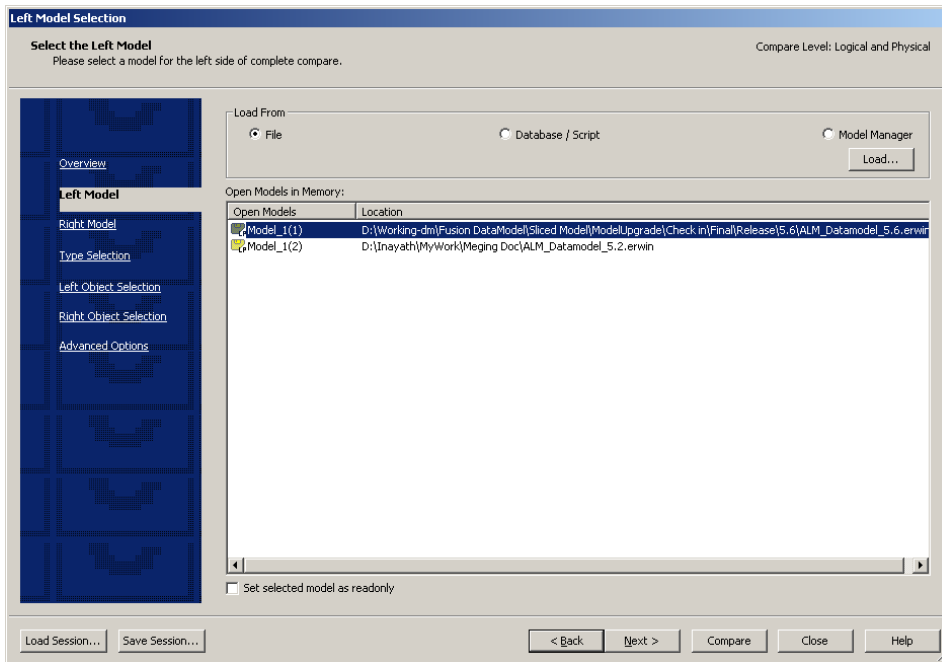 Left Model Selection
Select the Left Model
Compare Level: Logical and Physical
Please select a model for the left side of complete compare.
Load From
File
Database / Script
Model Manager
Load...
Overview
Left Model
Right Model
Type Selection
Left Object Selection
Right Object Selection
Advanced Options
Open Models in Memory:
Open Models Location
Model_1(1) D:\Working-dm\Fusion DataModel\Sliced Model\ModelUpgrade\Check in\Final\Release\5.6\ALM_Datamodel_5.6.erwin
Model_1(2) D:\Inayath\MyWork\Meging Doc\ALM_Datamodel_5.2.erwin
Set selected model as readonly
Load Session... Save Session... < Back Next > Compare Close Help